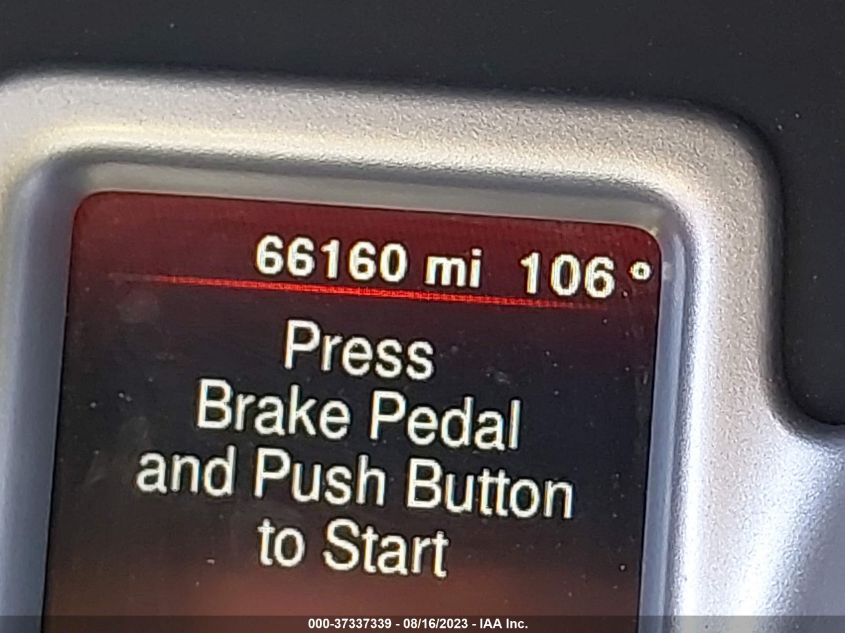 66160 mi 106°
Press
Brake Pedal
and Push Button
to Start
000-37337339 - 08/16/2023 - IAA Inc.